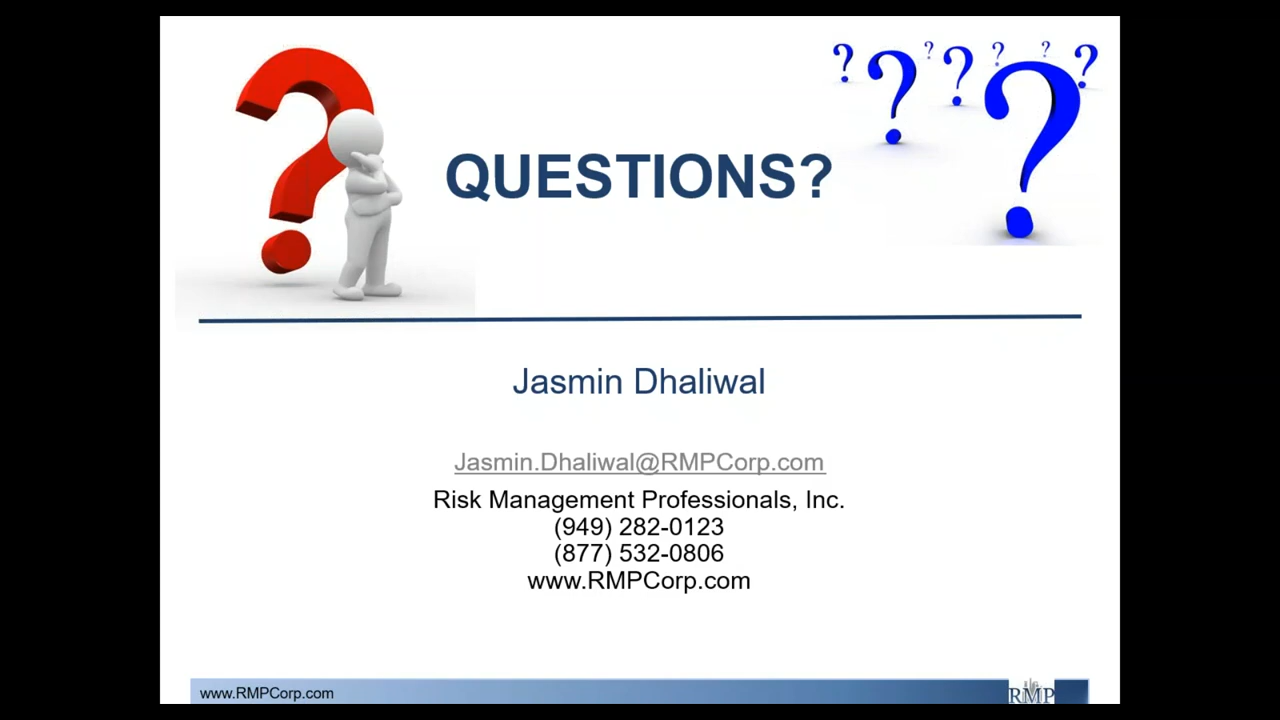 QUESTIONS?
Jasmin Dhaliwal
Jasmin.Dhaliwal@RMPCorp.com
Risk Management Professionals, Inc.
(949) 282-0123
(877) 532-0806
www.RMPCorp.com
www.RMPCorp.com
RMP